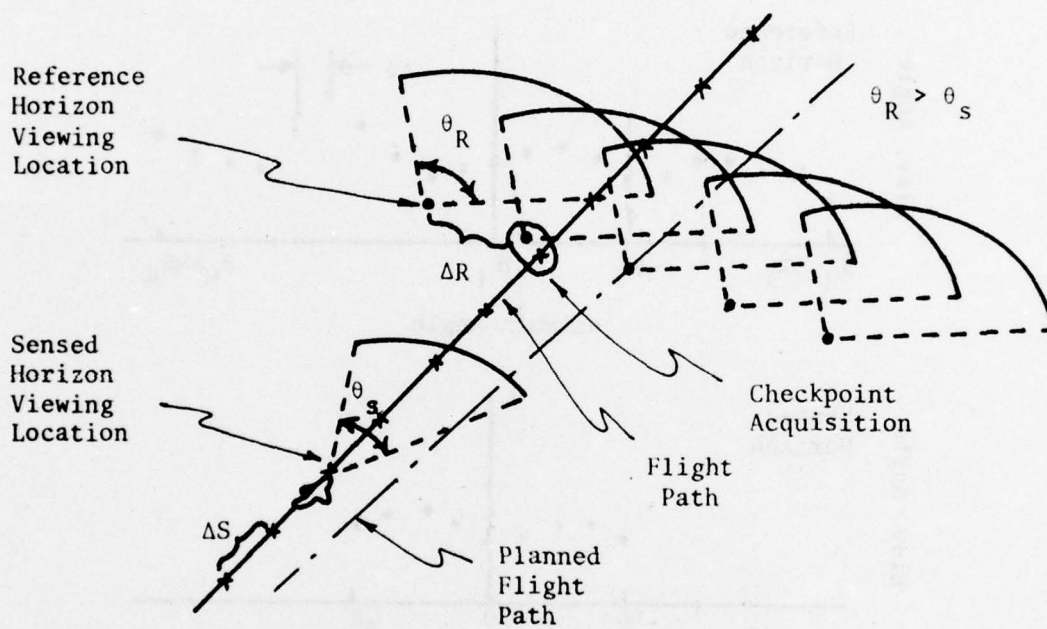 Reference
Horizon
Viewing
Location
θR
θR > θs
ΔR
Sensed
Horizon
Viewing
Location
θs
Checkpoint
Acquisition
Flight
Path
ΔS
Planned
Flight
Path